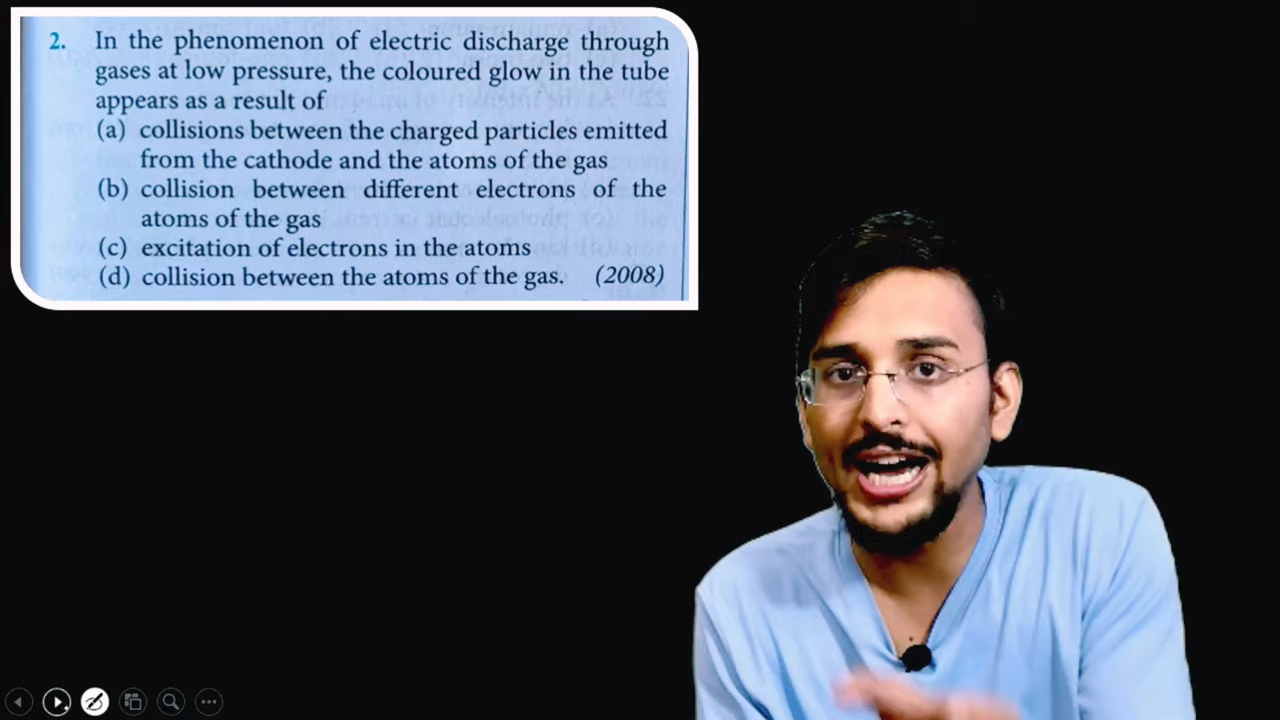 2. In the phenomenon of electric discharge through
gases at low pressure, the coloured glow in the tube
appears as a result of
(a) collisions between the charged particles emitted
from the cathode and the atoms of the gas
(b) collision between different electrons of the
atoms of the gas
(c) excitation of electrons in the atoms
(d) collision between the atoms of the gas. (2008)